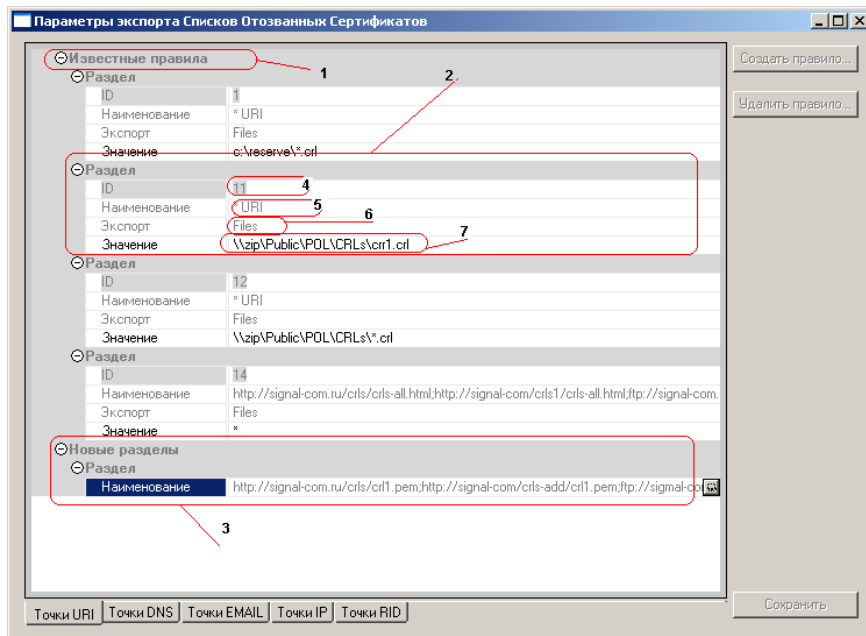 Параметры экспорта Списков Отозванных Сертификатов
Известные правила
1
2
Создать правило...
Раздел
ID 1
Наименование * URI
Удалить правило...
Экспорт Files
Значение c:\reserve\*.crl
Раздел
ID 11 4
Наименование * URI 5
Экспорт Files 6
Значение \\zip\Public\POL\CRLs\crr1.crl 7
Раздел
ID 12
Наименование * URI
Экспорт Files
Значение \\zip\Public\POL\CRLs\*.crl
Раздел
ID 14
Наименование http://signal-com.ru/crls/crls-all.html;http://signal-com/crls1/crls-all.html;ftp://signal-com.
Экспорт Files
Значение *
Новые разделы
Раздел
Наименование http://signal-com.ru/crls/crl1.pem;http://signal-com/crls-add/crl1.pem;ftp://sigmal-co
3
Сохранить
Точки URI Точки DNS Точки EMAIL Точки IP Точки RID